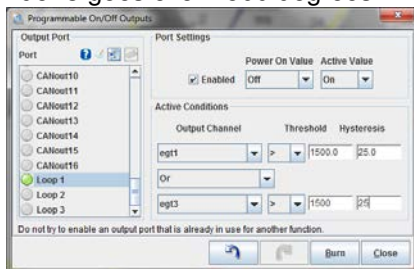 Programmable On/Off Outputs
Output Port
Port
CANout10
CANout11
CANout12
CANout13
CANout14
CANout15
CANout16
Loop 1
Loop 2
Loop 3
Port Settings
Power On Value Active Value
Enabled Off On
Active Conditions
Output Channel Threshold Hysteresis
egt1 > 1500.0 25.0
Or
egt3 > 1500 25
Do not try to enable an output port that is already in use for another function.
Burn Close